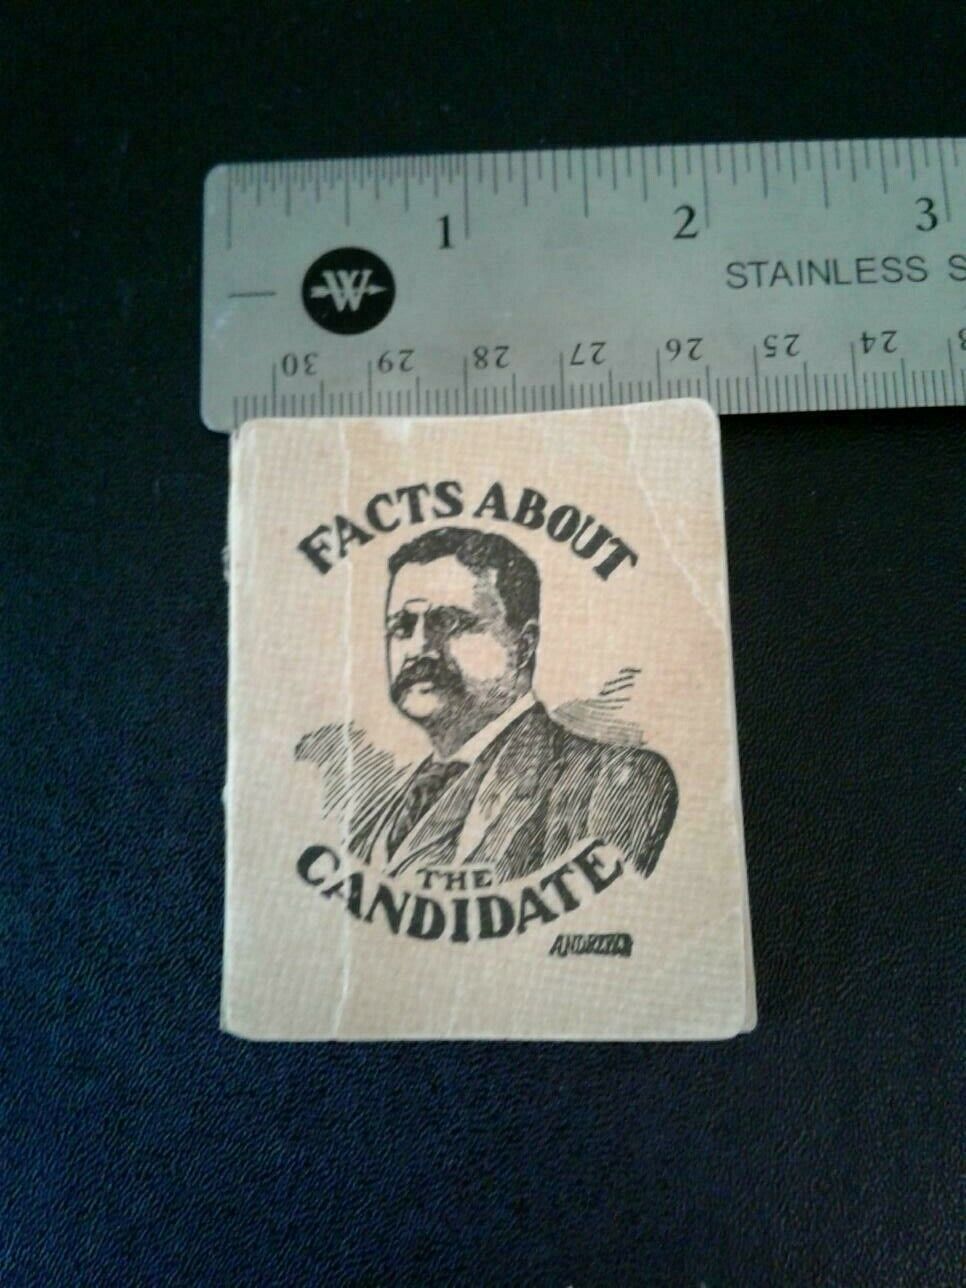 1 2 3
STAINLESS S
W
30 29 28 27 26 25 24
FACTS ABOUT
THE
CANDIDATE